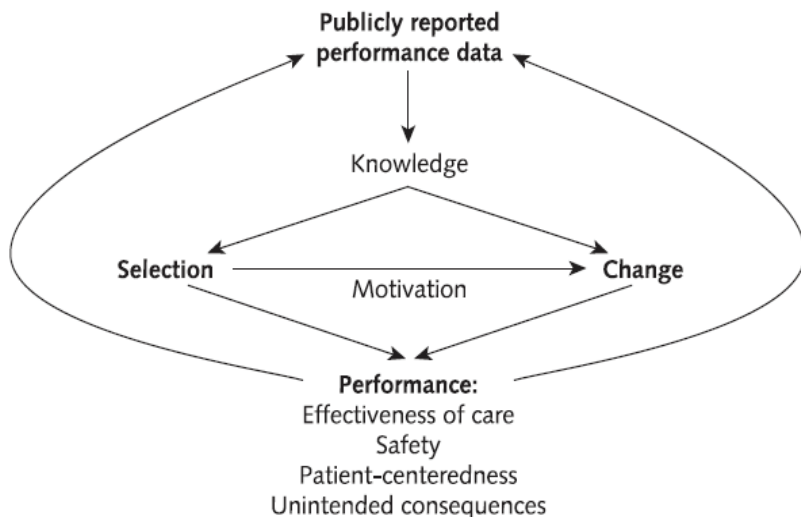 Publicly reported
performance data
Knowledge
Selection
Change
Motivation
Performance:
Effectiveness of care
Safety
Patient-centeredness
Unintended consequences